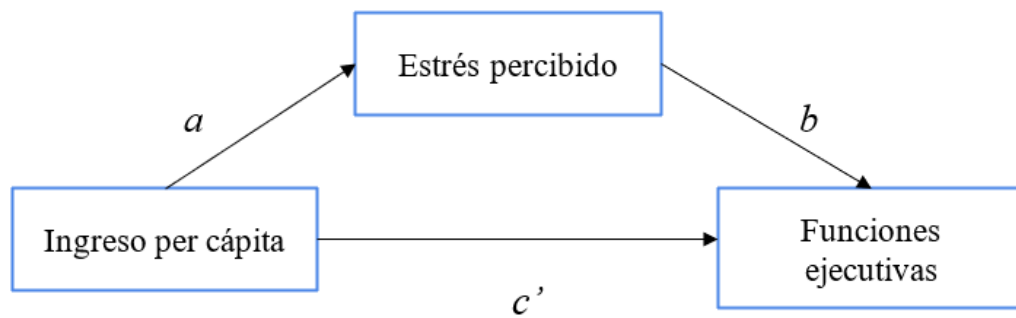 Estrés percibido
a
b
Ingreso per cápita
Funciones
ejecutivas
c’